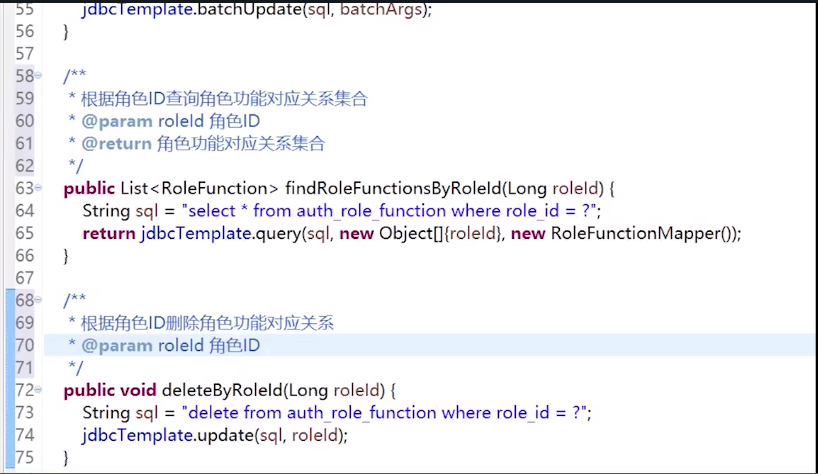 55 jdbcTemplate.batchUpdate(sql, batchArgs);
56 }
57
58 /**
59 * 根据角色ID查询角色功能对应关系集合
60 * @param roleId 角色ID
61 * @return 角色功能对应关系集合
62 */
63 public List<RoleFunction> findRoleFunctionsByRoleId(Long roleId) {
64 String sql = "select * from auth_role_function where role_id = ?";
65 return jdbcTemplate.query(sql, new Object[]{roleId}, new RoleFunctionMapper());
66 }
67
68 /**
69 * 根据角色ID删除角色功能对应关系
70 * @param roleId 角色ID
71 */
72 public void deleteByRoleId(Long roleId) {
73 String sql = "delete from auth_role_function where role_id = ?";
74 jdbcTemplate.update(sql, roleId);
75 }